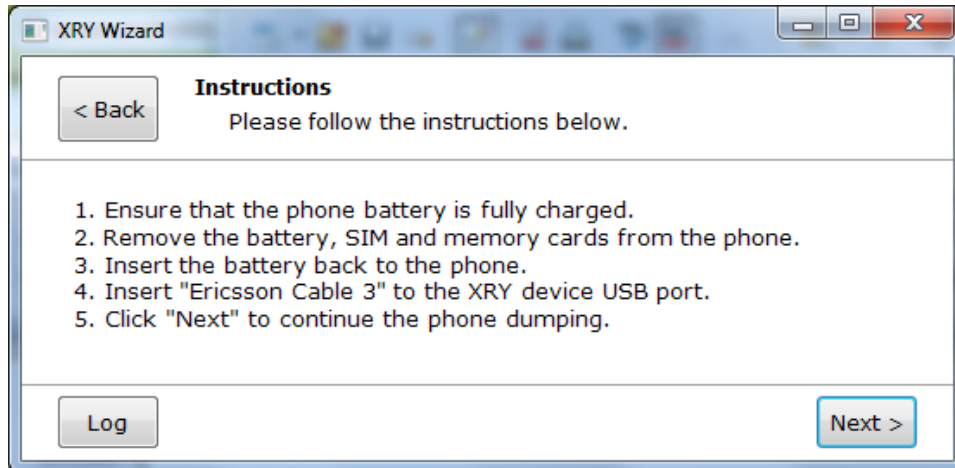 XRY Wizard
< Back
Instructions
Please follow the instructions below.
1. Ensure that the phone battery is fully charged.
2. Remove the battery, SIM and memory cards from the phone.
3. Insert the battery back to the phone.
4. Insert "Ericsson Cable 3" to the XRY device USB port.
5. Click "Next" to continue the phone dumping.
Log
Next >